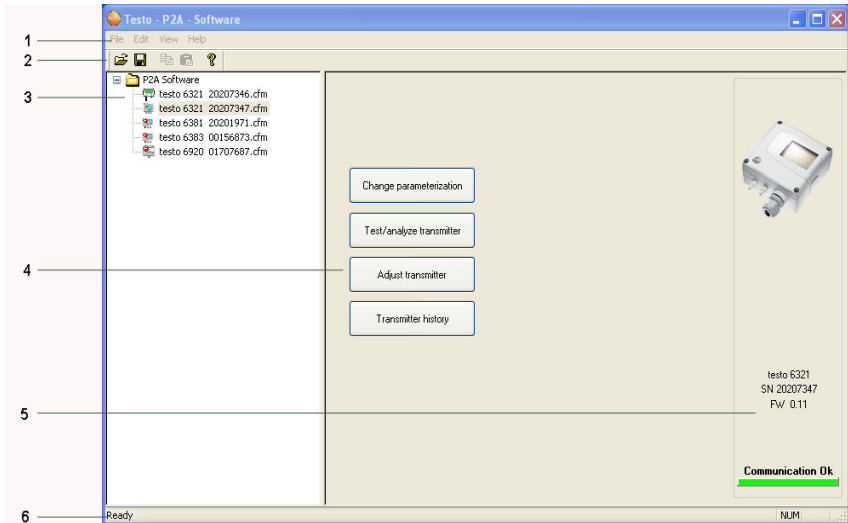 Testo - P2A - Software
1
File Edit View Help
2
P2A Software
3
testo 6321 20207346.cfm
testo 6321 20207347.cfm
testo 6381 20201971.cfm
testo 6383 00156873.cfm
testo 6920 01707687.cfm
Change parameterization
Test/analyze transmitter
4
Adjust transmitter
Transmitter history
testo 6321
SN 20207347
5
FW 0.11
Communication Ok
6
Ready
NUM